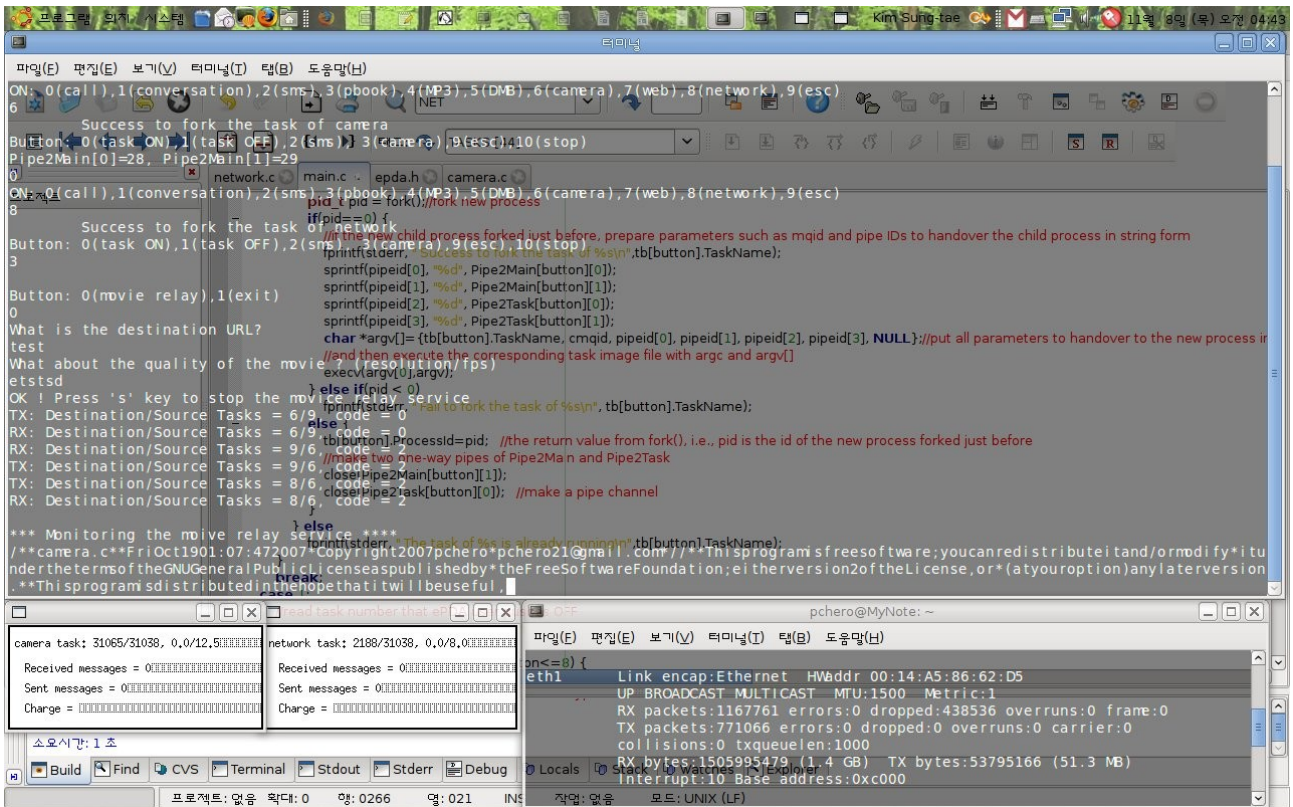 프로그램 위치 시스템
Kim Sung-tae
11월 8일 (목) 오전 04:43
터미널
파일(F) 편집(E) 보기(V) 터미널(T) 탭(B) 도움말(H)
ON: 0(call),1(conversation),2(sms),3(pbook),4(MP3),5(DMB),6(camera),7(web),8(network),9(esc)
6
Success to fork the task of camera
Button: 0(task ON),1(task OFF),2(sms), 3(camera),9(esc),10(stop)
Pipe2Main[0]=28, Pipe2Main[1]=29
0
ON: 0(call),1(conversation),2(sms),3(pbook),4(MP3),5(DMB),6(camera),7(web),8(network),9(esc)
8
Success to fork the task of network
Button: 0(task ON),1(task OFF),2(sms), 3(camera),9(esc),10(stop)
3
Button: 0(movie relay),1(exit)
0
What is the destination URL?
test
What about the quality of the movie ? (resolution/fps)
etstsd
OK ! Press 's' key to stop the movice relay service
TX: Destination/Source Tasks = 6/9, code = 0
RX: Destination/Source Tasks = 6/9, code = 0
RX: Destination/Source Tasks = 9/6, code = 2
TX: Destination/Source Tasks = 9/6, code = 2
TX: Destination/Source Tasks = 8/6, code = 2
RX: Destination/Source Tasks = 8/6, code = 2
*** Monitoring the moive relay service ****
/**camera.c**FriOct1901:07:472007*Copyright2007pchero*pchero21@gmail.com*//**Thisprogramisfreesoftware;youcanredistributeitand/ormodify*itu
nderthetermsoftheGNUGeneralPublicLicenseaspublishedby*theFreeSoftwareFoundation;eitherversion2oftheLicense,or*(atyouroption)anylaterversion
.**Thisprogramisdistributedinthehopethatitwillbeuseful,
NET
network.c main.c epda.h camera.c
프로젝트
pid_t pid = fork();//fork new process
if(pid==0) {
//if the new child process forked just before, prepare parameters such as mqid and pipe IDs to handover the child process in string form
fprintf(stderr, "Success to fork the task of %s\n",tb[button].TaskName);
sprintf(pipeid[0], "%d", Pipe2Main[button][0]);
sprintf(pipeid[1], "%d", Pipe2Main[button][1]);
sprintf(pipeid[2], "%d", Pipe2Task[button][0]);
sprintf(pipeid[3], "%d", Pipe2Task[button][1]);
char *argv[]= {tb[button].TaskName, cmqid, pipeid[0], pipeid[1], pipeid[2], pipeid[3], NULL};//put all parameters to handover to the new process in
//and then execute the corresponding task image file with argc and argv[]
execv(argv[0],argv);
} else if(pid < 0)
fprintf(stderr, "Fail to fork the task of %s\n", tb[button].TaskName);
else {
tb[button].ProcessId=pid; //the return value from fork(), i.e., pid is the id of the new process forked just before
//make two one-way pipes of Pipe2Main and Pipe2Task
close(Pipe2Main[button][1]);
close(Pipe2Task[button][0]); //make a pipe channel
}
} else
fprintf(stderr, "The task of %s is already running\n",tb[button].TaskName);
break;
case
read task number that ePDA OFF
on<=8) {
camera task: 31065/31038, 0.0/12.5
Received messages = 0
Sent messages = 0
Charge =
network task: 2188/31038, 0.0/8.0
Received messages = 0
Sent messages = 0
Charge =
pchero@MyNote: ~
파일(F) 편집(E) 보기(V) 터미널(T) 탭(B) 도움말(H)
eth1 Link encap:Ethernet HWaddr 00:14:A5:86:62:D5
UP BROADCAST MULTICAST MTU:1500 Metric:1
RX packets:1167761 errors:0 dropped:438536 overruns:0 frame:0
TX packets:771066 errors:0 dropped:0 overruns:0 carrier:0
collisions:0 txqueuelen:1000
RX bytes:1505995479 (1.4 GB) TX bytes:53795166 (51.3 MB)
Interrupt:10 Base address:0xc000
소요시간: 1 초
Build Find CVS Terminal Stdout Stderr Debug Locals Stack Watches Explorer
프로젝트: 없음 확대: 0 행: 0266 열: 021 INS 작업: 없음 모드: UNIX (LF)